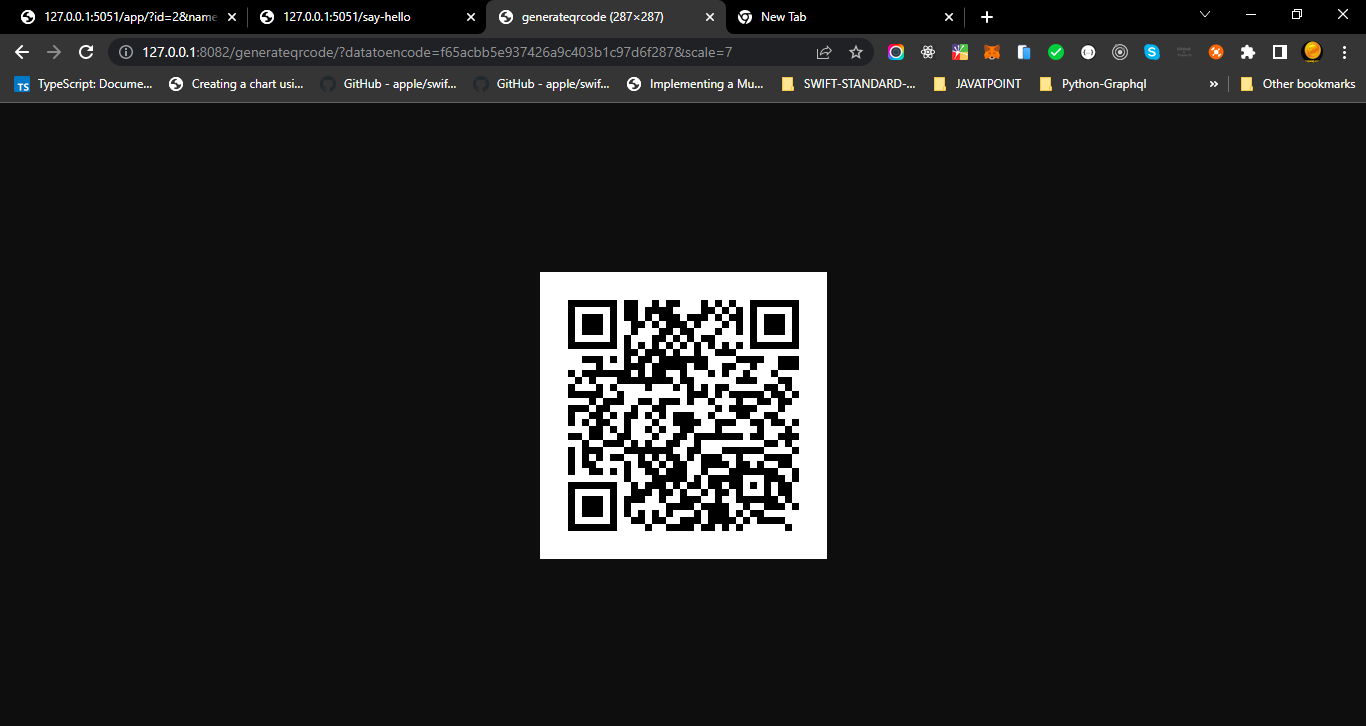 127.0.0.1:5051/app/?id=2&name
127.0.0.1:5051/say-hello
generateqrcode (287×287)
New Tab
127.0.0.1:8082/generateqrcode/?datatoencode=f65acbb5e937426a9c403b1c97d6f287&scale=7
S
TS TypeScript: Docume...
Creating a chart usi...
GitHub - apple/swif...
GitHub - apple/swif...
Implementing a Mu...
SWIFT-STANDARD-...
JAVATPOINT
Python-Graphql
»
Other bookmarks